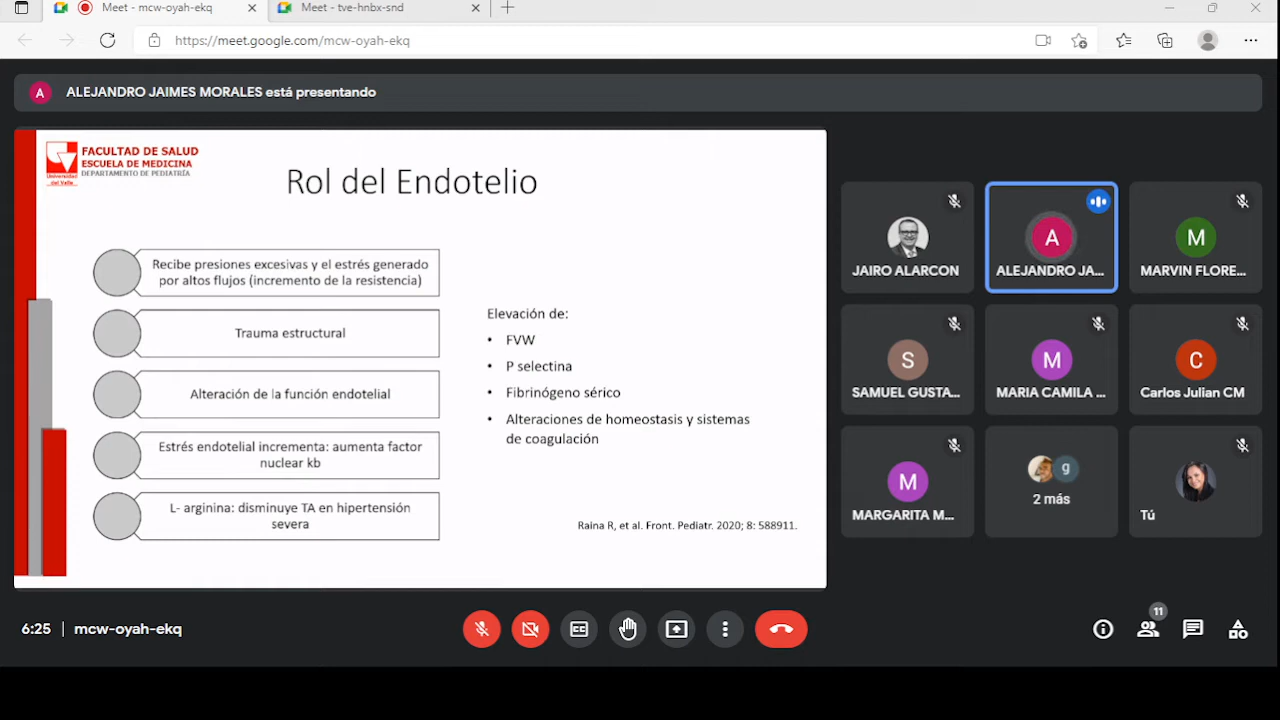 Meet - mcw-oyah-ekq
Meet - tve-hnbx-snd
https://meet.google.com/mcw-oyah-ekq
A
ALEJANDRO JAIMES MORALES está presentando
FACULTAD DE SALUD
ESCUELA DE MEDICINA
DEPARTAMENTO DE PEDIATRÍA
Universidad
del Valle
Rol del Endotelio
Recibe presiones excesivas y el estrés generado
por altos flujos (incremento de la resistencia)
Trauma estructural
Alteración de la función endotelial
Estrés endotelial incrementa: aumenta factor
nuclear kb
L- arginina: disminuye TA en hipertensión
severa
Elevación de:
• FVW
• P selectina
• Fibrinógeno sérico
• Alteraciones de homeostasis y sistemas
de coagulación
Raina R, et al. Front. Pediatr. 2020; 8: 588911.
JAIRO ALARCON
A
ALEJANDRO JA...
M
MARVIN FLORE...
S
SAMUEL GUSTA...
M
MARIA CAMILA ...
C
Carlos Julian CM
M
MARGARITA M...
g
2 más
Tú
6:25 | mcw-oyah-ekq
11